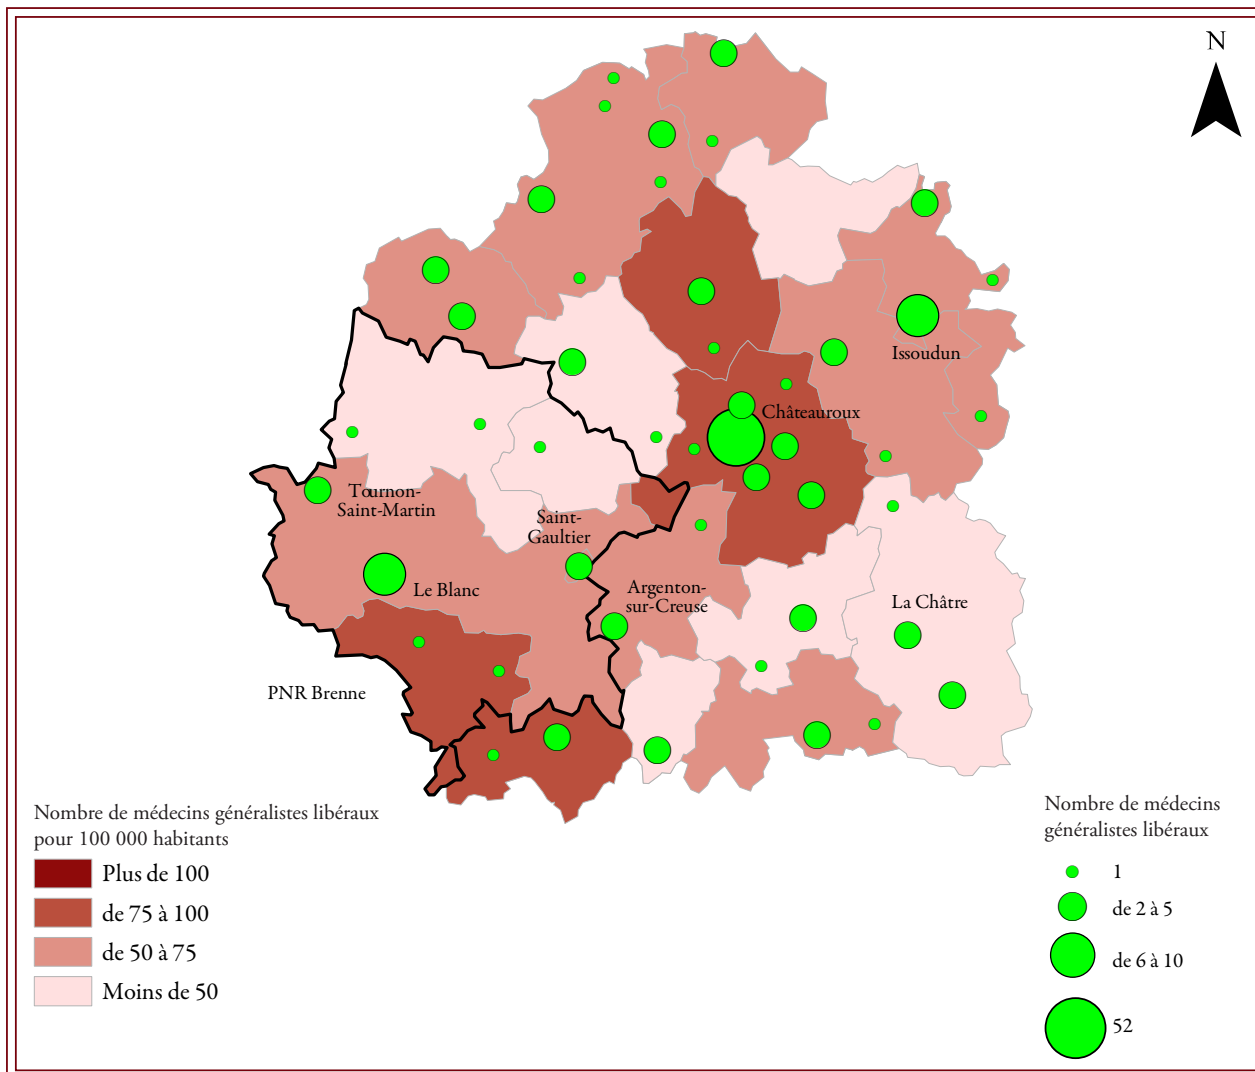 N
Issoudun
Châteauroux
Tournon-
Saint-Martin
Saint-
Gaultier
Le Blanc
Argenton-
sur-Creuse
La Châtre
PNR Brenne
Nombre de médecins généralistes libéraux
pour 100 000 habitants
Plus de 100
de 75 à 100
de 50 à 75
Moins de 50
Nombre de médecins
généralistes libéraux
1
de 2 à 5
de 6 à 10
52